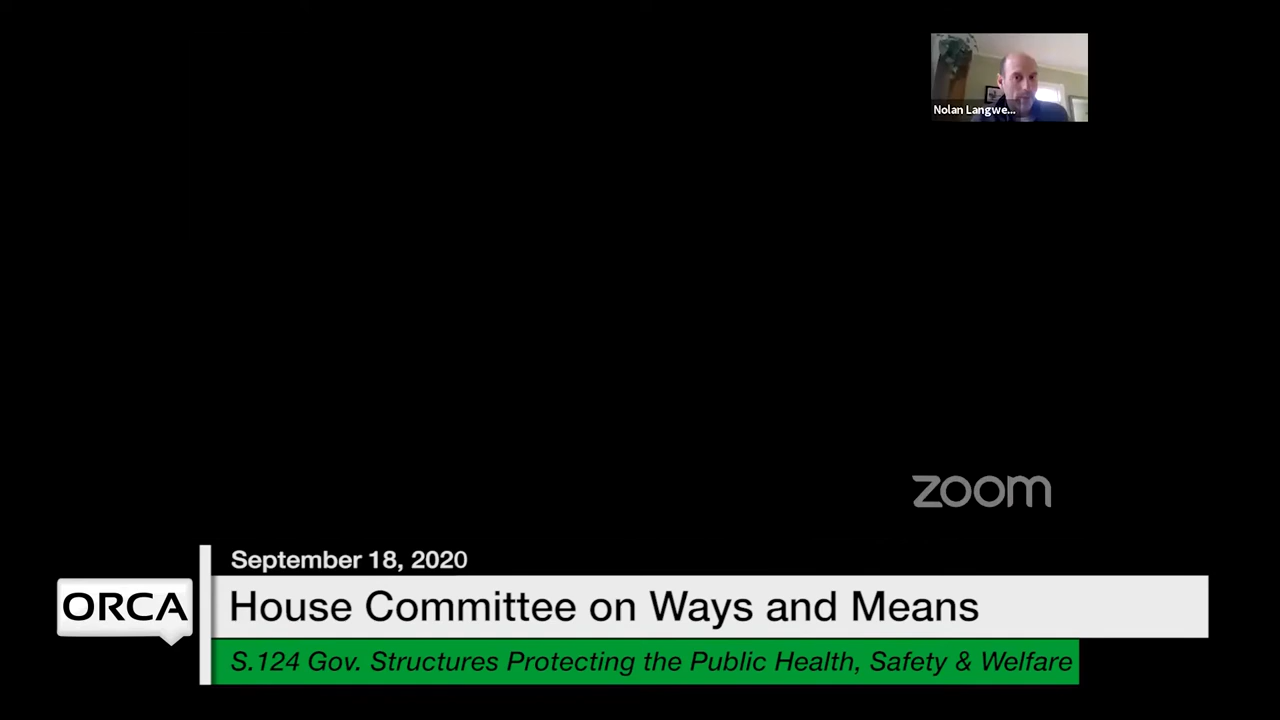 Nolan Langwe...
zoom
September 18, 2020
ORCA
House Committee on Ways and Means
S.124 Gov. Structures Protecting the Public Health, Safety & Welfare